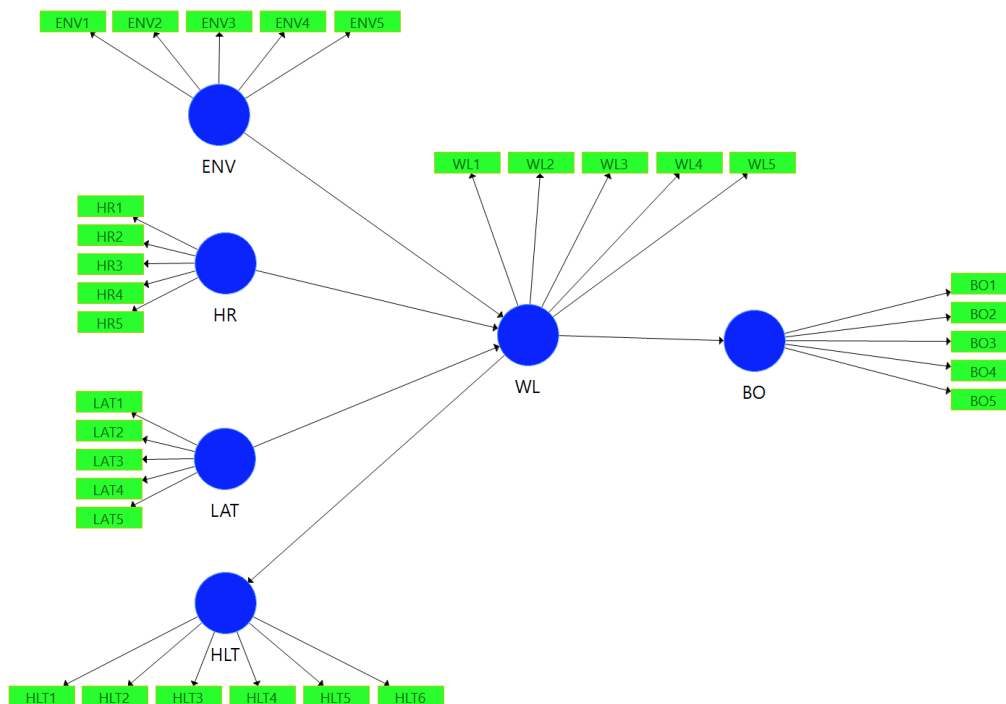 ENV1 ENV2 ENV3 ENV4 ENV5
ENV
WL1 WL2 WL3 WL4 WL5
HR1
HR2
HR3
HR4
HR5
HR
WL
BO1
BO2
BO3
BO4
BO5
BO
LAT1
LAT2
LAT3
LAT4
LAT5
LAT
HLT
HLT1 HLT2 HLT3 HLT4 HLT5 HLT6